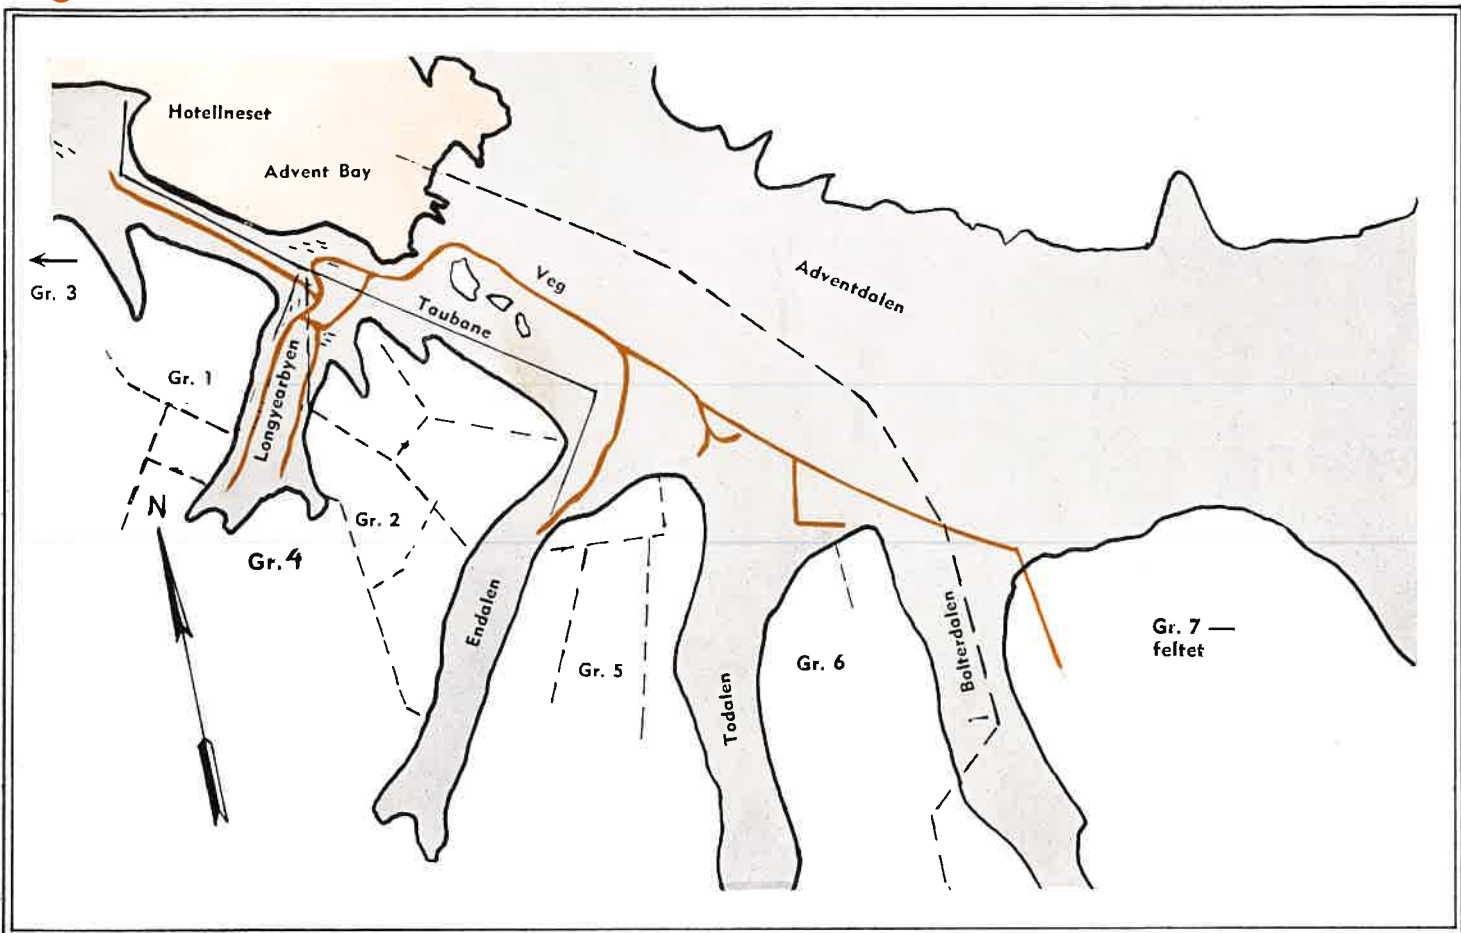 Hotellneset
Advent Bay
Gr. 3
Veg
Taubane
Adventdalen
Longyearbyen
Gr. 1
N
Gr. 2
Gr. 4
Endalen
Gr. 5
Todalen
Gr. 6
Bolterdalen
Gr. 7 —
feltet